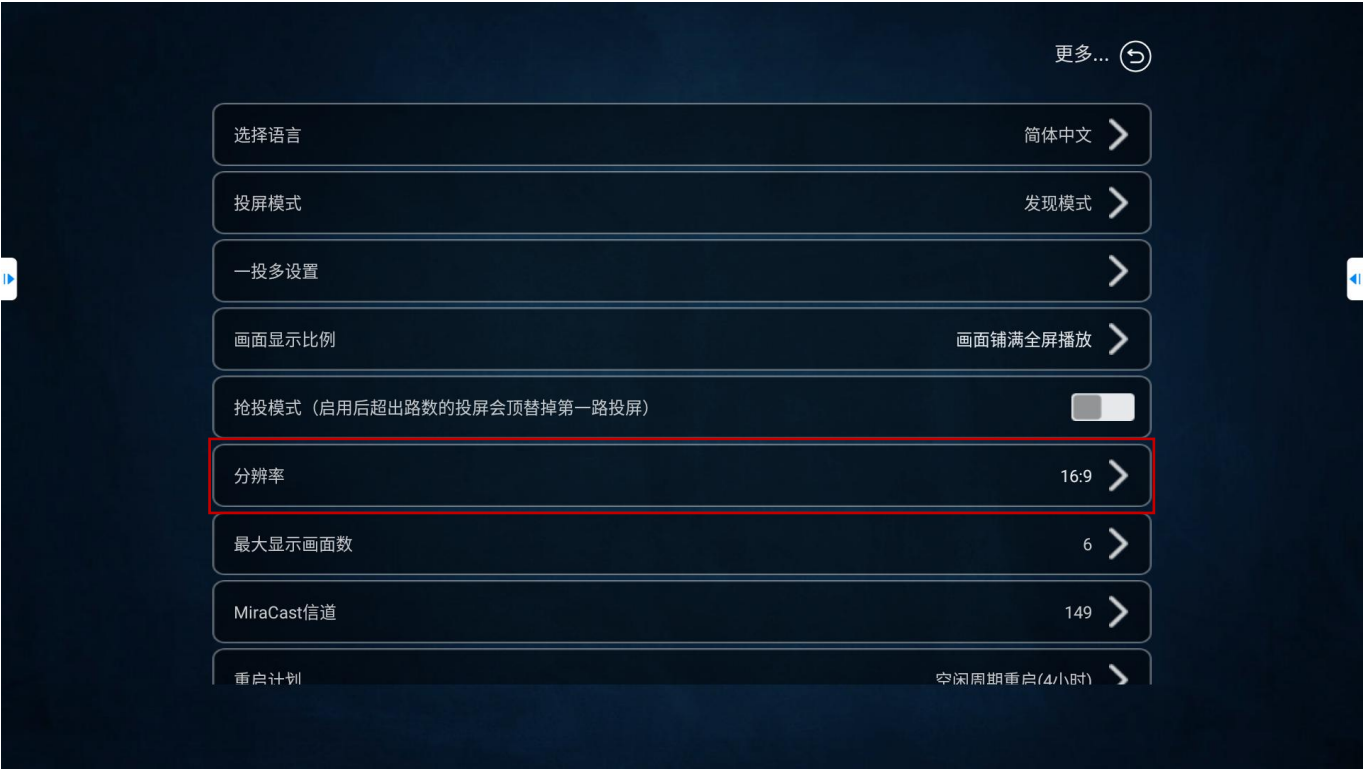 更多...
选择语言 简体中文
投屏模式 发现模式
一投多设置
画面显示比例 画面铺满全屏播放
抢投模式（启用后超出路数的投屏会顶替掉第一路投屏）
分辨率 16:9
最大显示画面数 6
MiraCast信道 149
重启计划 空闲周期重启(4小时)